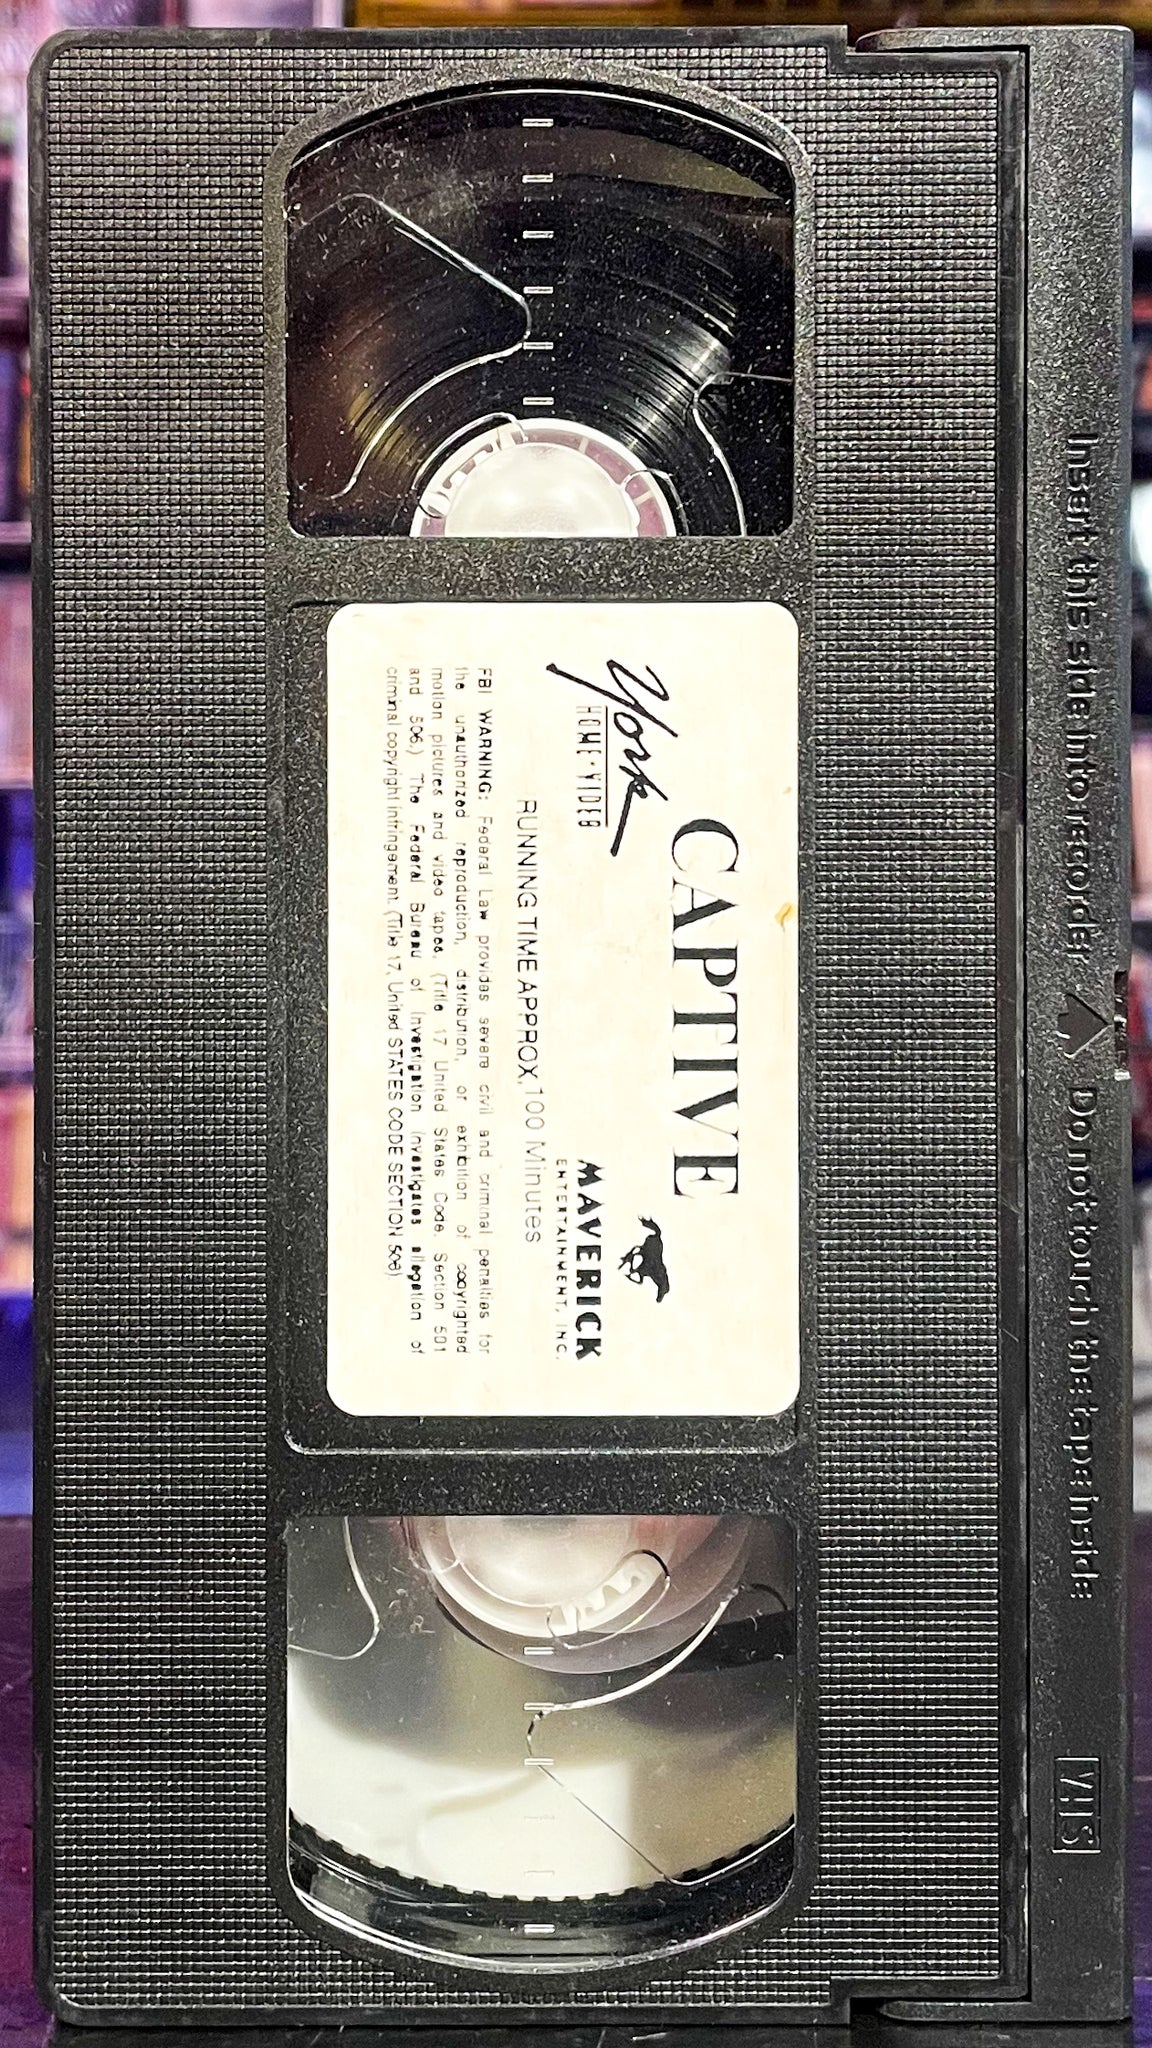 Insert this side into recorder Do not touch the tape inside
VHS
CAPTIVE
York
HOME•VIDEO
MAVERICK
ENTERTAINMENT, INC.
RUNNING TIME APPROX. 100 Minutes
FBI WARNING: Federal Law provides severe civil and criminal penalties for
the unauthorized reproduction, distribution, or exhibition of copyrighted
motion pictures and video tapes. (Title 17 United States Code. Section 501
and 506.) The Federal Bureau of Investigation investigates allegation of
criminal copyright infringement. (Title 17, United STATES CODE SECTION 506)